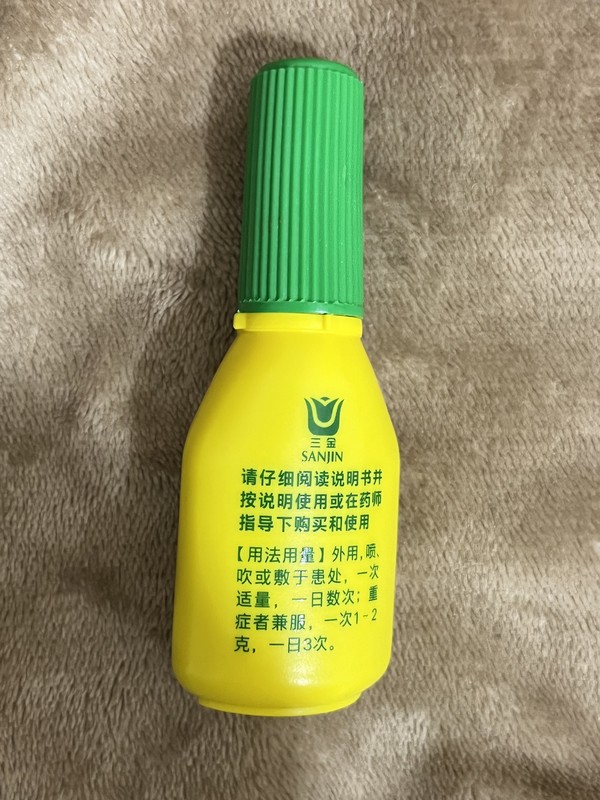 三金
SANJIN
请仔细阅读说明书并
按说明使用或在药师
指导下购买和使用
【用法用量】外用,喷、
吹或敷于患处，一次
适量，一日数次；重
症者兼服，一次1-2
克，一日3次。